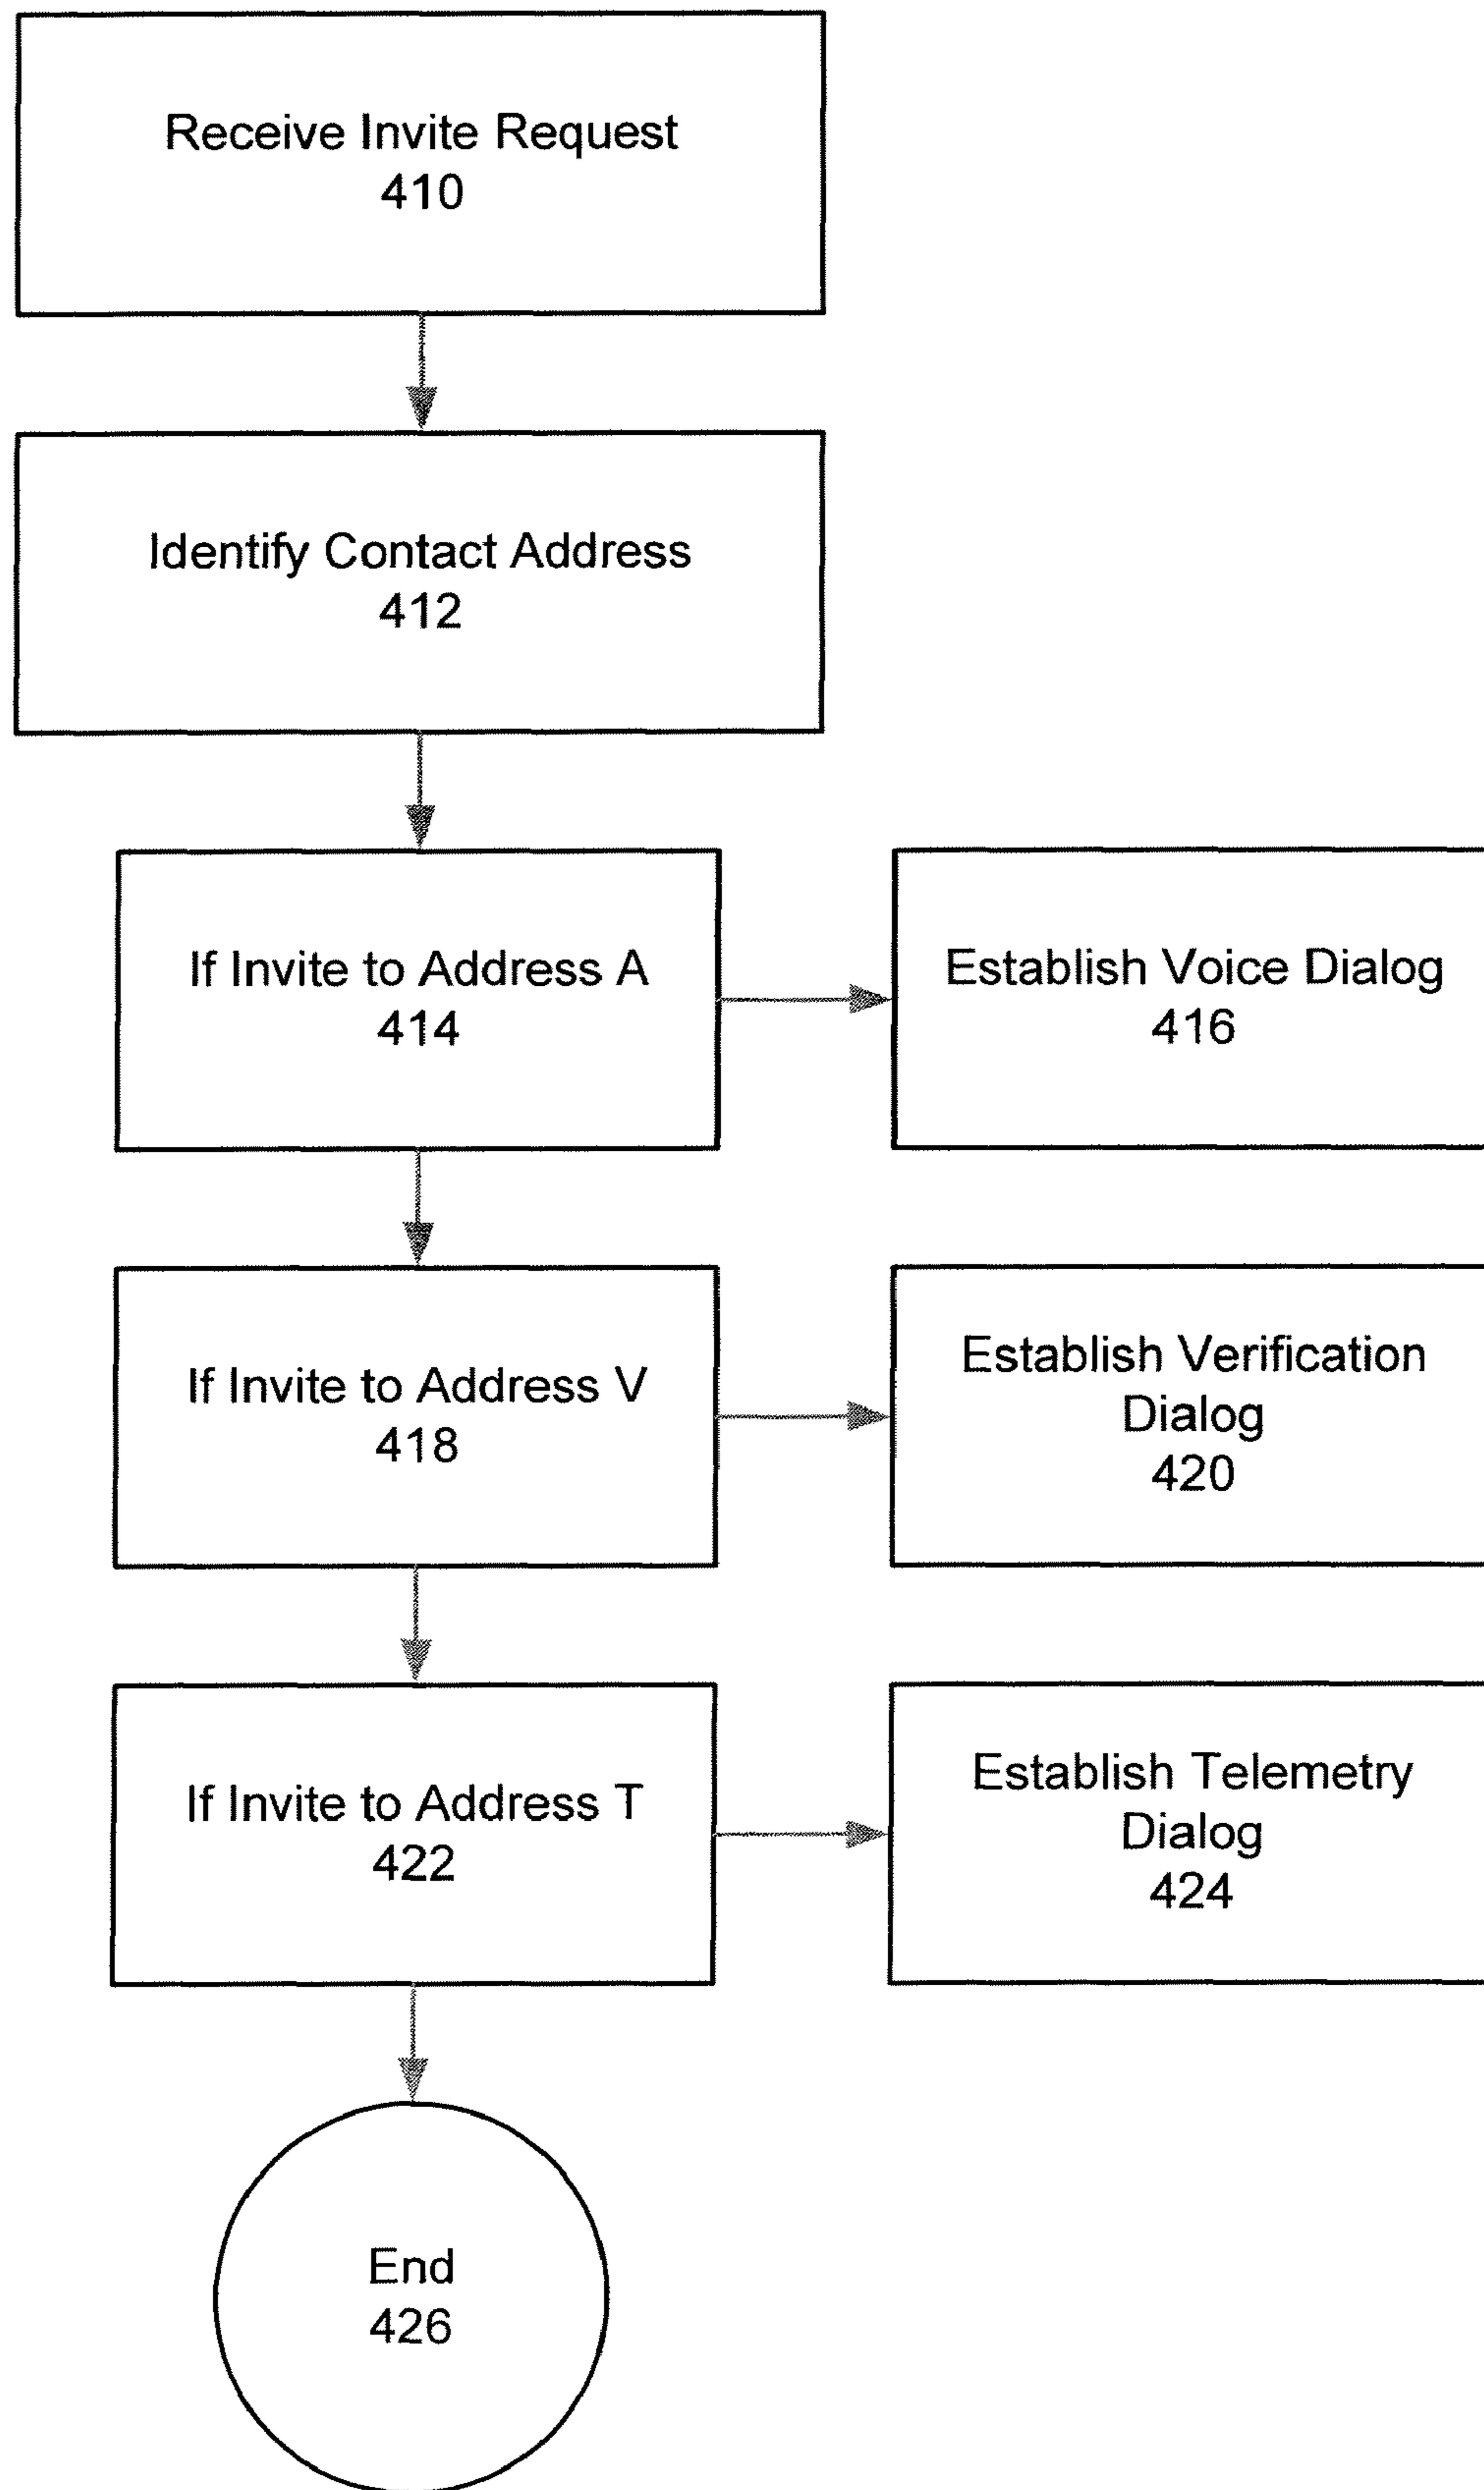 Receive Invite Request
410
Identify Contact Address
412
If Invite to Address A
414
Establish Voice Dialog
416
If Invite to Address V
418
Establish Verification
Dialog
420
If Invite to Address T
422
Establish Telemetry
Dialog
424
End
426